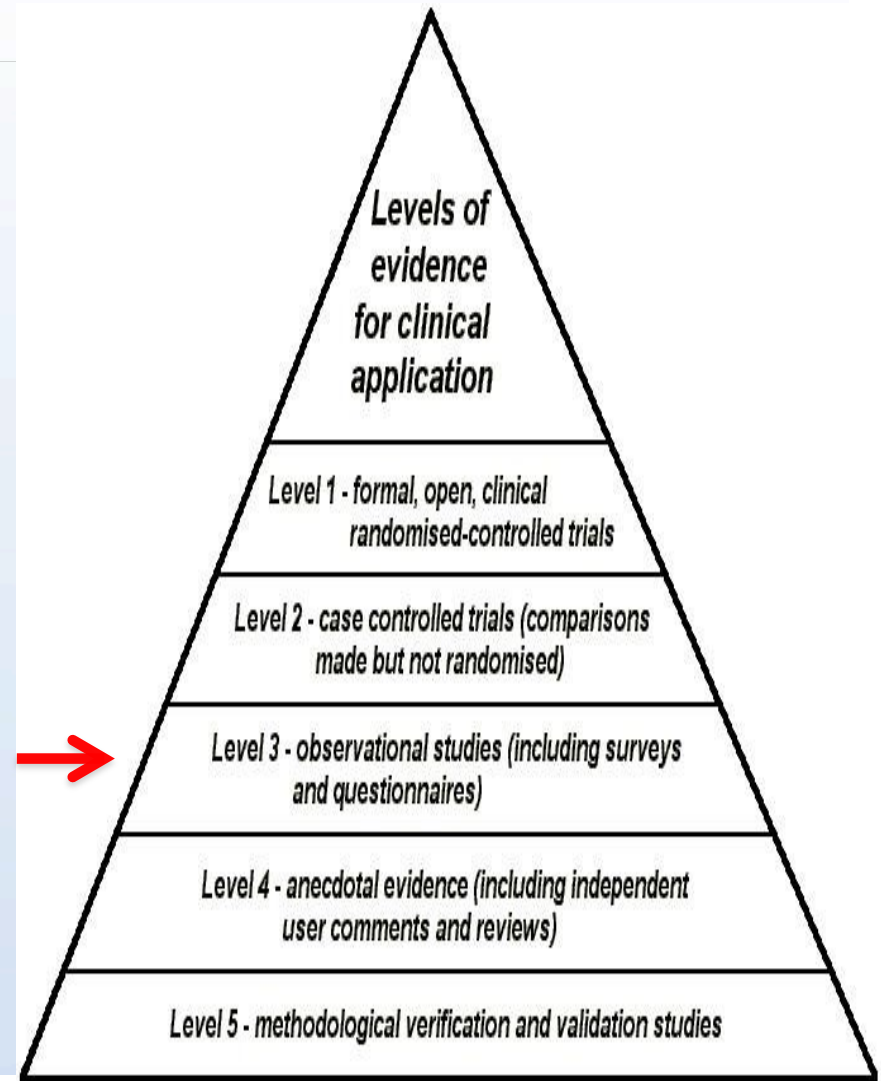 Levels of
evidence
for clinical
application
Level 1 - formal, open, clinical
randomised-controlled trials
Level 2 - case controlled trials (comparisons
made but not randomised)
Level 3 - observational studies (including surveys
and questionnaires)
Level 4 - anecdotal evidence (including independent
user comments and reviews)
Level 5 - methodological verification and validation studies